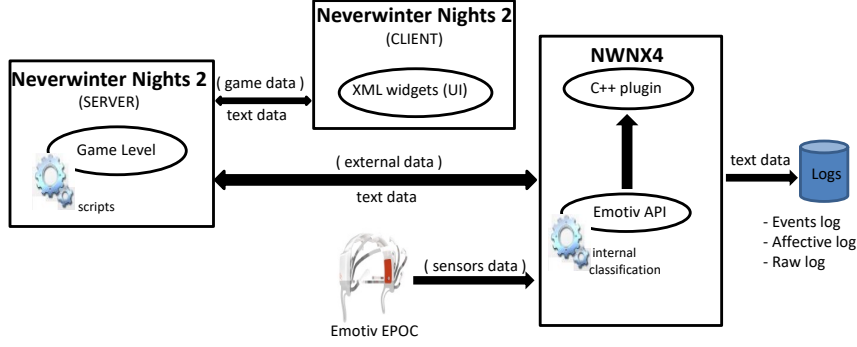 Neverwinter Nights 2
(CLIENT)
XML widgets (UI)
Neverwinter Nights 2
(SERVER)
Game Level
scripts
( game data )
text data
( external data )
text data
( sensors data )
Emotiv EPOC
NWNX4
C++ plugin
Emotiv API
internal
classification
text data
Logs
- Events log
- Affective log
- Raw log